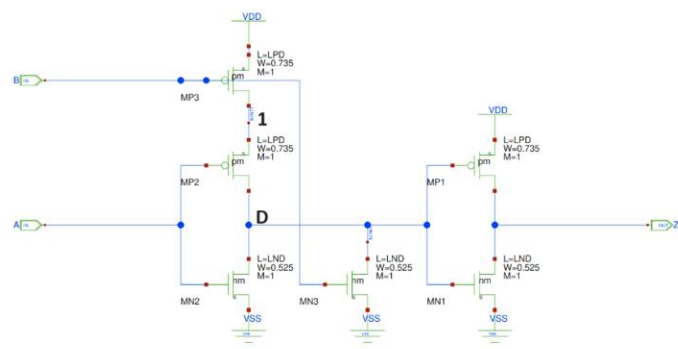 VDD
L=LPD
W=0.735
M=1
pm
B
MP3
1
VDD
L=LPD
W=0.735
M=1
pm
MP2
L=LPD
W=0.735
M=1
pm
MP1
A
D
Z
L=LND
W=0.525
M=1
nm
MN2
L=LND
W=0.525
M=1
nm
MN3
L=LND
W=0.525
M=1
nm
MN1
VSS
VSS
VSS